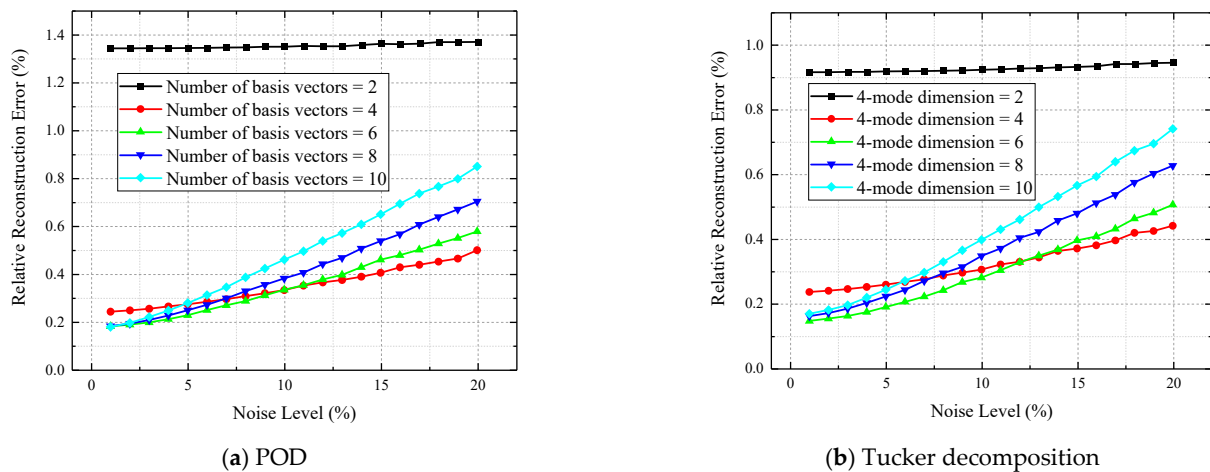 1.4
1.2
1.0
0.8
0.6
0.4
0.2
0.0
Relative Reconstruction Error (%)
Number of basis vectors = 2
Number of basis vectors = 4
Number of basis vectors = 6
Number of basis vectors = 8
Number of basis vectors = 10
0 5 10 15 20
Noise Level (%)
(a) POD
1.0
0.8
0.6
0.4
0.2
0.0
Relative Reconstruction Error (%)
4-mode dimension = 2
4-mode dimension = 4
4-mode dimension = 6
4-mode dimension = 8
4-mode dimension = 10
0 5 10 15 20
Noise Level (%)
(b) Tucker decomposition